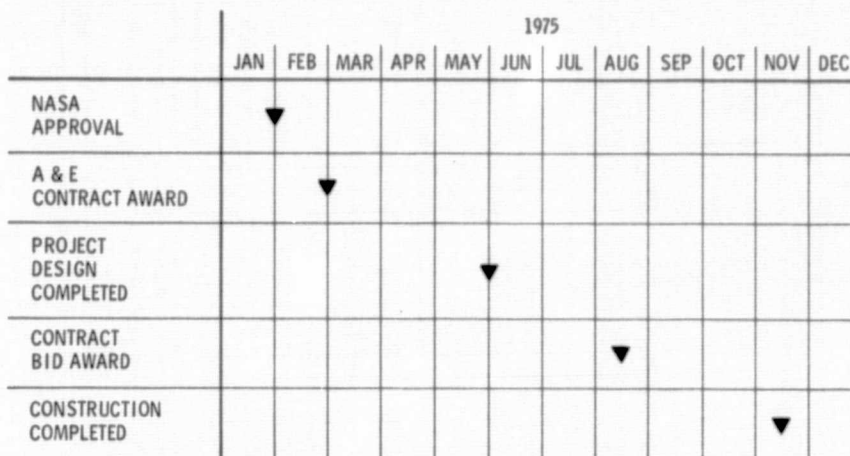 1975
JAN FEB MAR APR MAY JUN JUL AUG SEP OCT NOV DEC
NASA
APPROVAL
A & E
CONTRACT AWARD
PROJECT
DESIGN
COMPLETED
CONTRACT
BID AWARD
CONSTRUCTION
COMPLETED